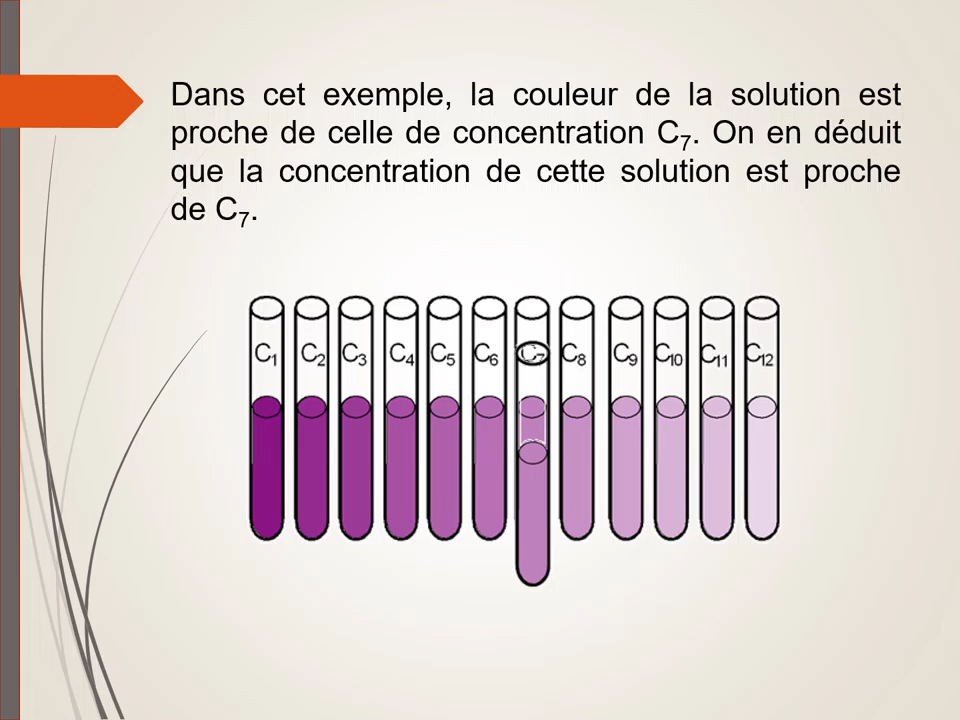 Dans cet exemple, la couleur de la solution est
proche de celle de concentration C₇. On en déduit
que la concentration de cette solution est proche
de C₇.
C₁ C₂ C₃ C₄ C₅ C₆ C₇ C₈ C₉ C₁₀ C₁₁ C₁₂